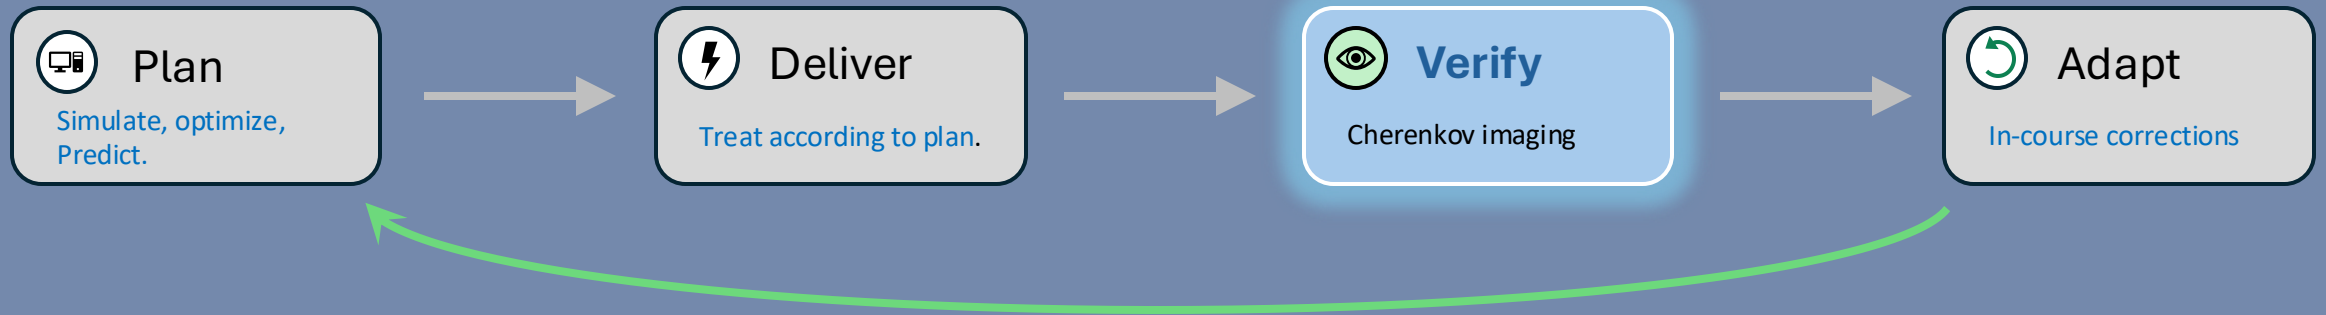 Plan
Simulate, optimize,
Predict.
Deliver
Treat according to plan.
Verify
Cherenkov imaging
Adapt
In-course corrections